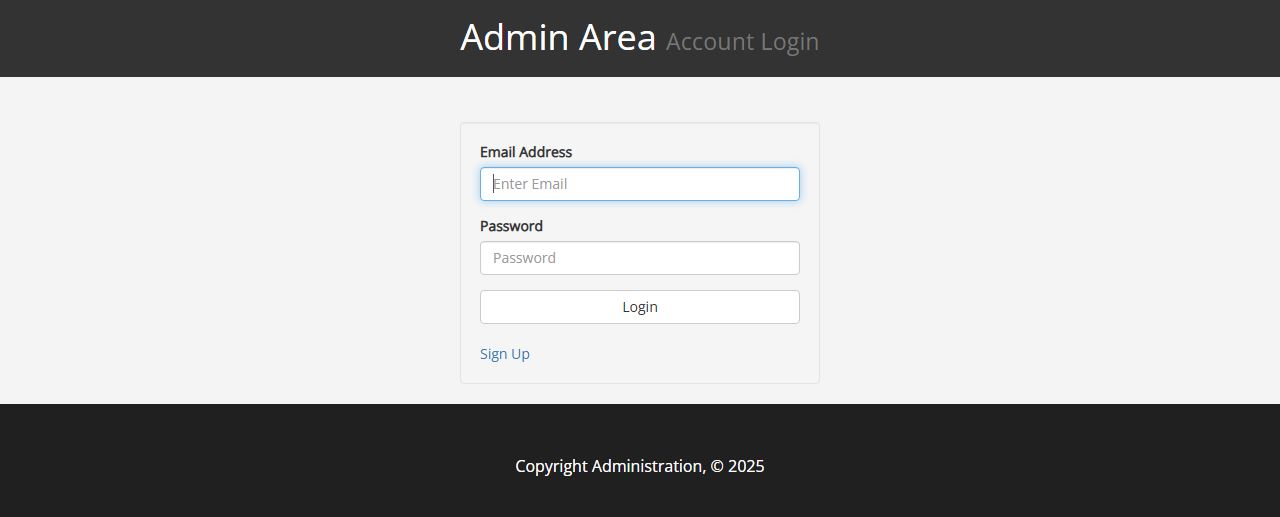 Admin Area Account Login
Email Address
Enter Email
Password
Password
Login
Sign Up
Copyright Administration, © 2025